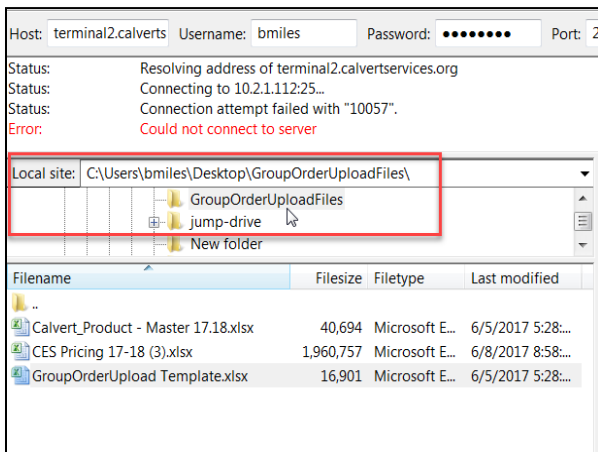 Host: terminal2.calverts Username: bmiles Password: ●●●●●●●● Port: 2
Status: Resolving address of terminal2.calvertservices.org
Status: Connecting to 10.2.1.112:25...
Status: Connection attempt failed with "10057".
Error: Could not connect to server
Local site: C:\Users\bmiles\Desktop\GroupOrderUploadFiles\
GroupOrderUploadFiles
jump-drive
New folder
Filename Filesize Filetype Last modified
..
Calvert_Product - Master 17.18.xlsx 40,694 Microsoft E... 6/5/2017 5:28:...
CES Pricing 17-18 (3).xlsx 1,960,757 Microsoft E... 6/8/2017 8:58:...
GroupOrderUpload Template.xlsx 16,901 Microsoft E... 6/5/2017 5:28:...